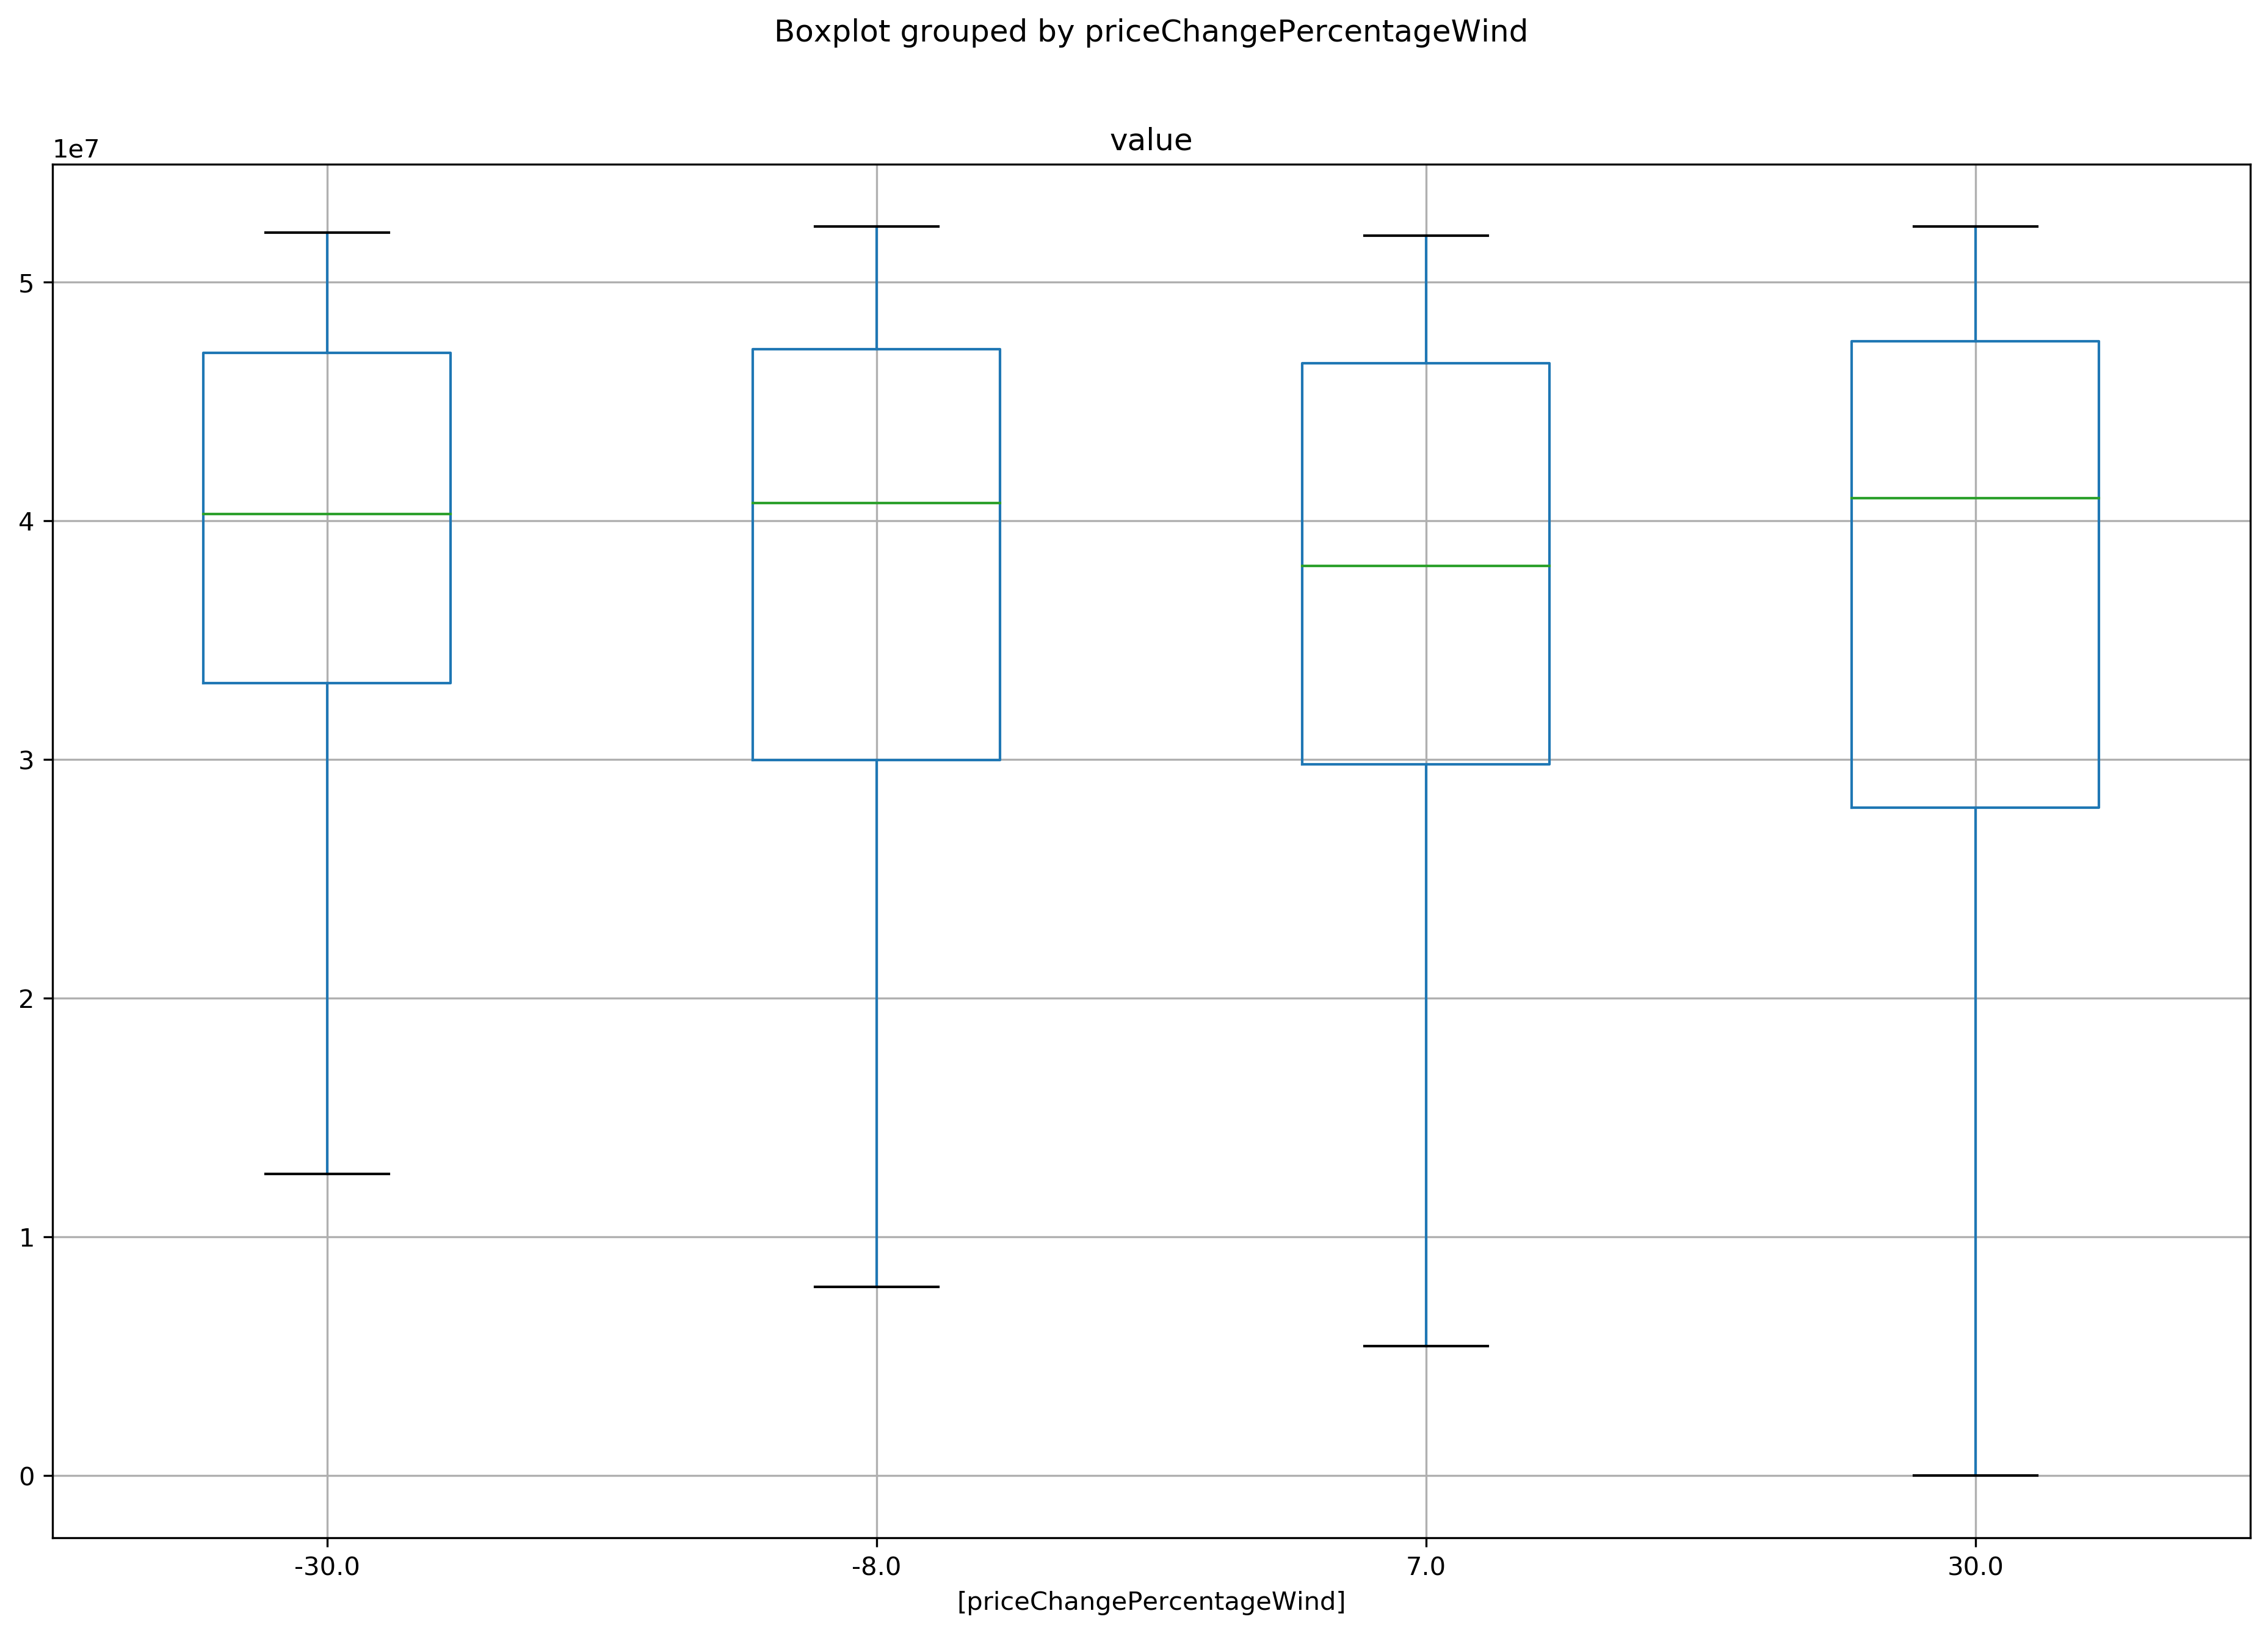 Boxplot grouped by priceChangePercentageWind
value
1e7
5
4
3
2
1
0
-30.0 -8.0 7.0 30.0
[priceChangePercentageWind]